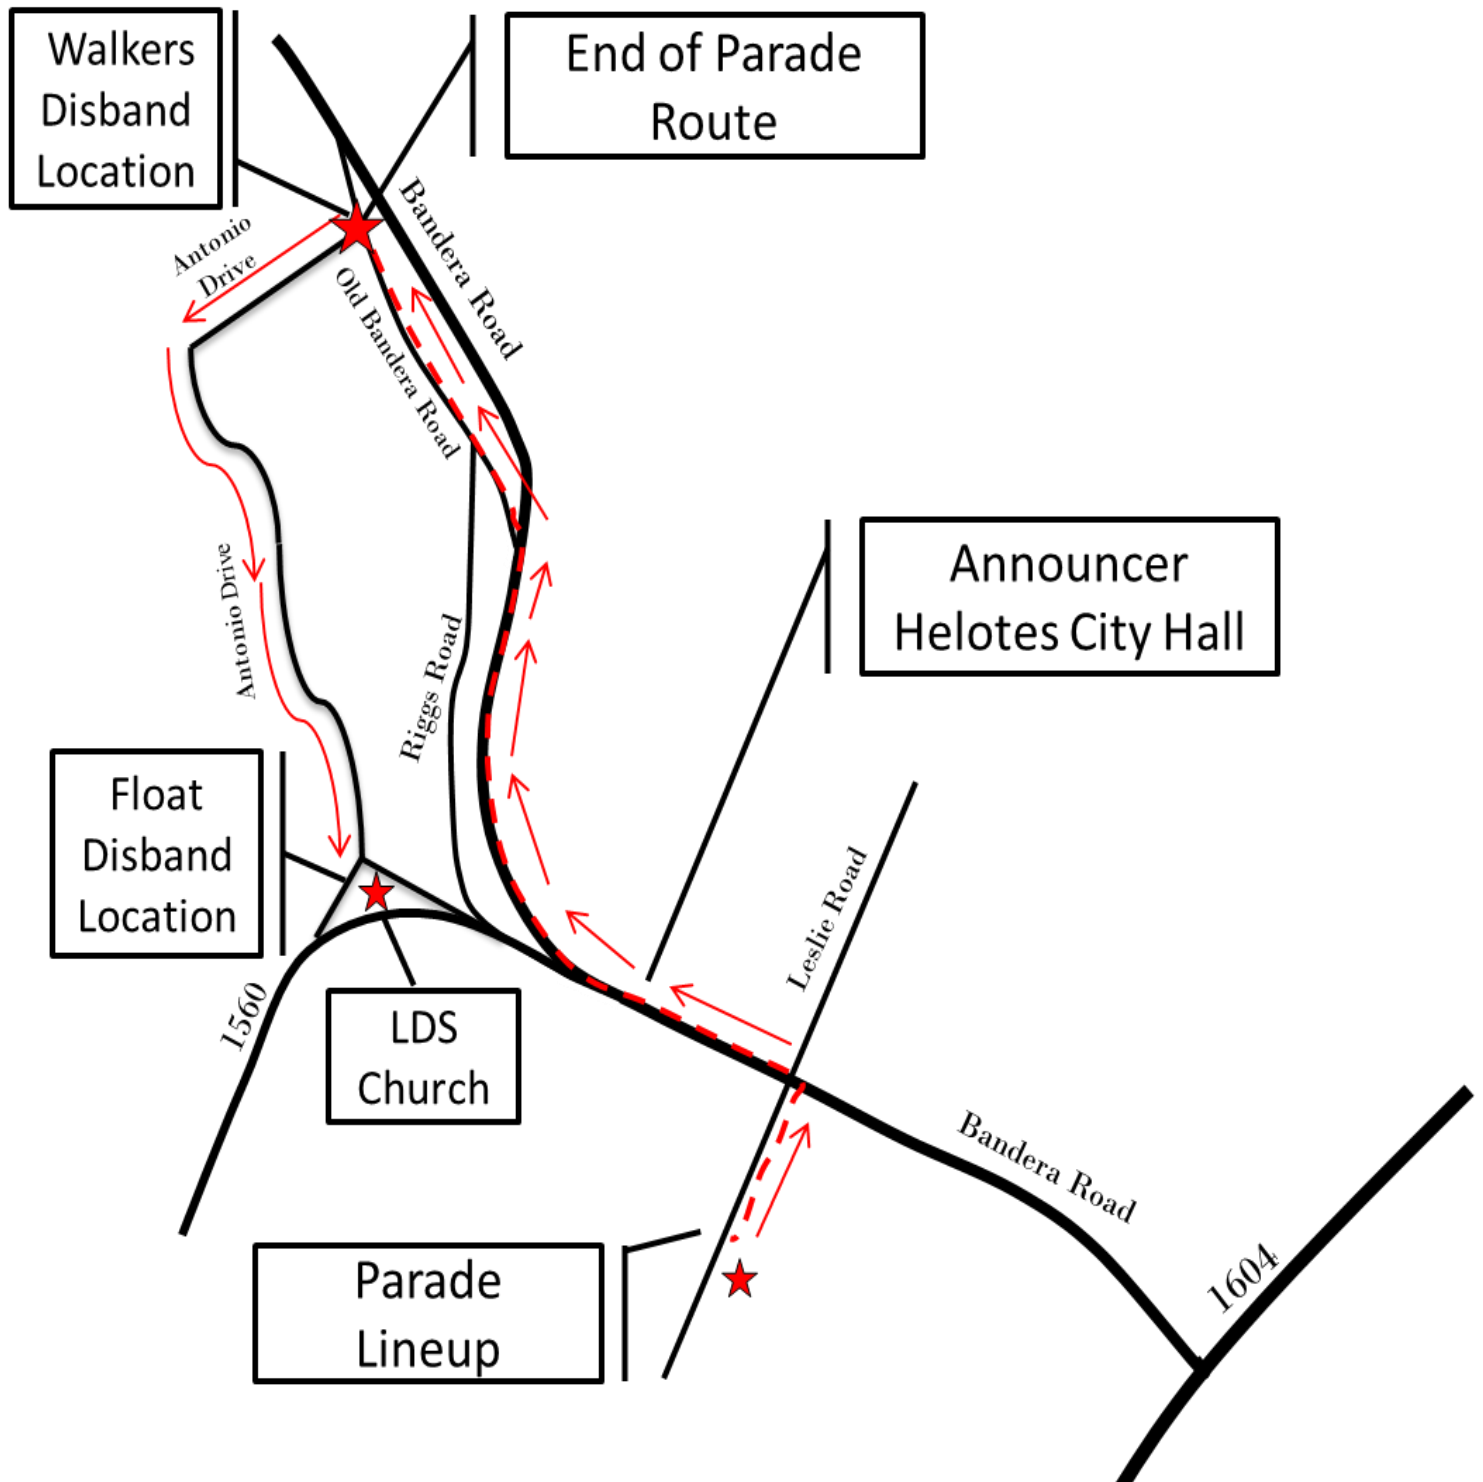 Walkers
Disband
Location
End of Parade
Route
Antonio
Drive
Bandera Road
Old Bandera Road
Announcer
Helotes City Hall
Antonio Drive
Riggs Road
Float
Disband
Location
Leslie Road
1560
LDS
Church
Bandera Road
Parade
Lineup
1604